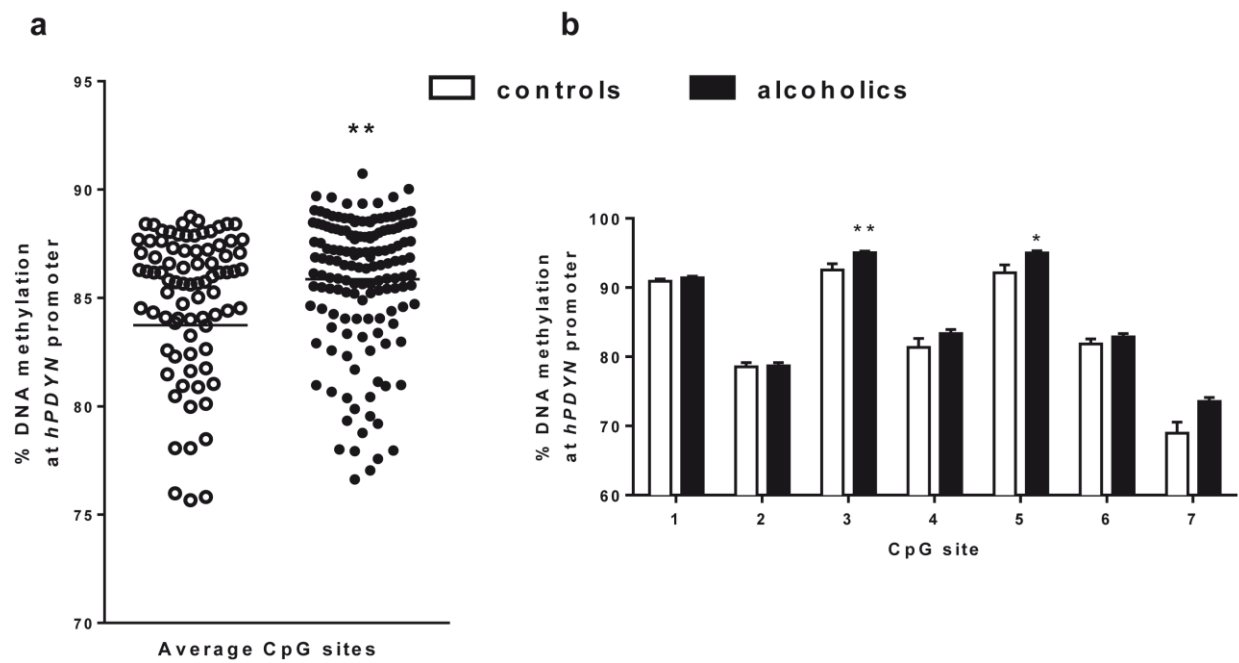 a
b
controls
alcoholics
**
95
90
85
80
75
70
% DNA methylation
at hPDYN promoter
Average CpG sites
**
*
100
90
80
70
60
% DNA methylation
at hPDYN promoter
1 2 3 4 5 6 7
CpG site